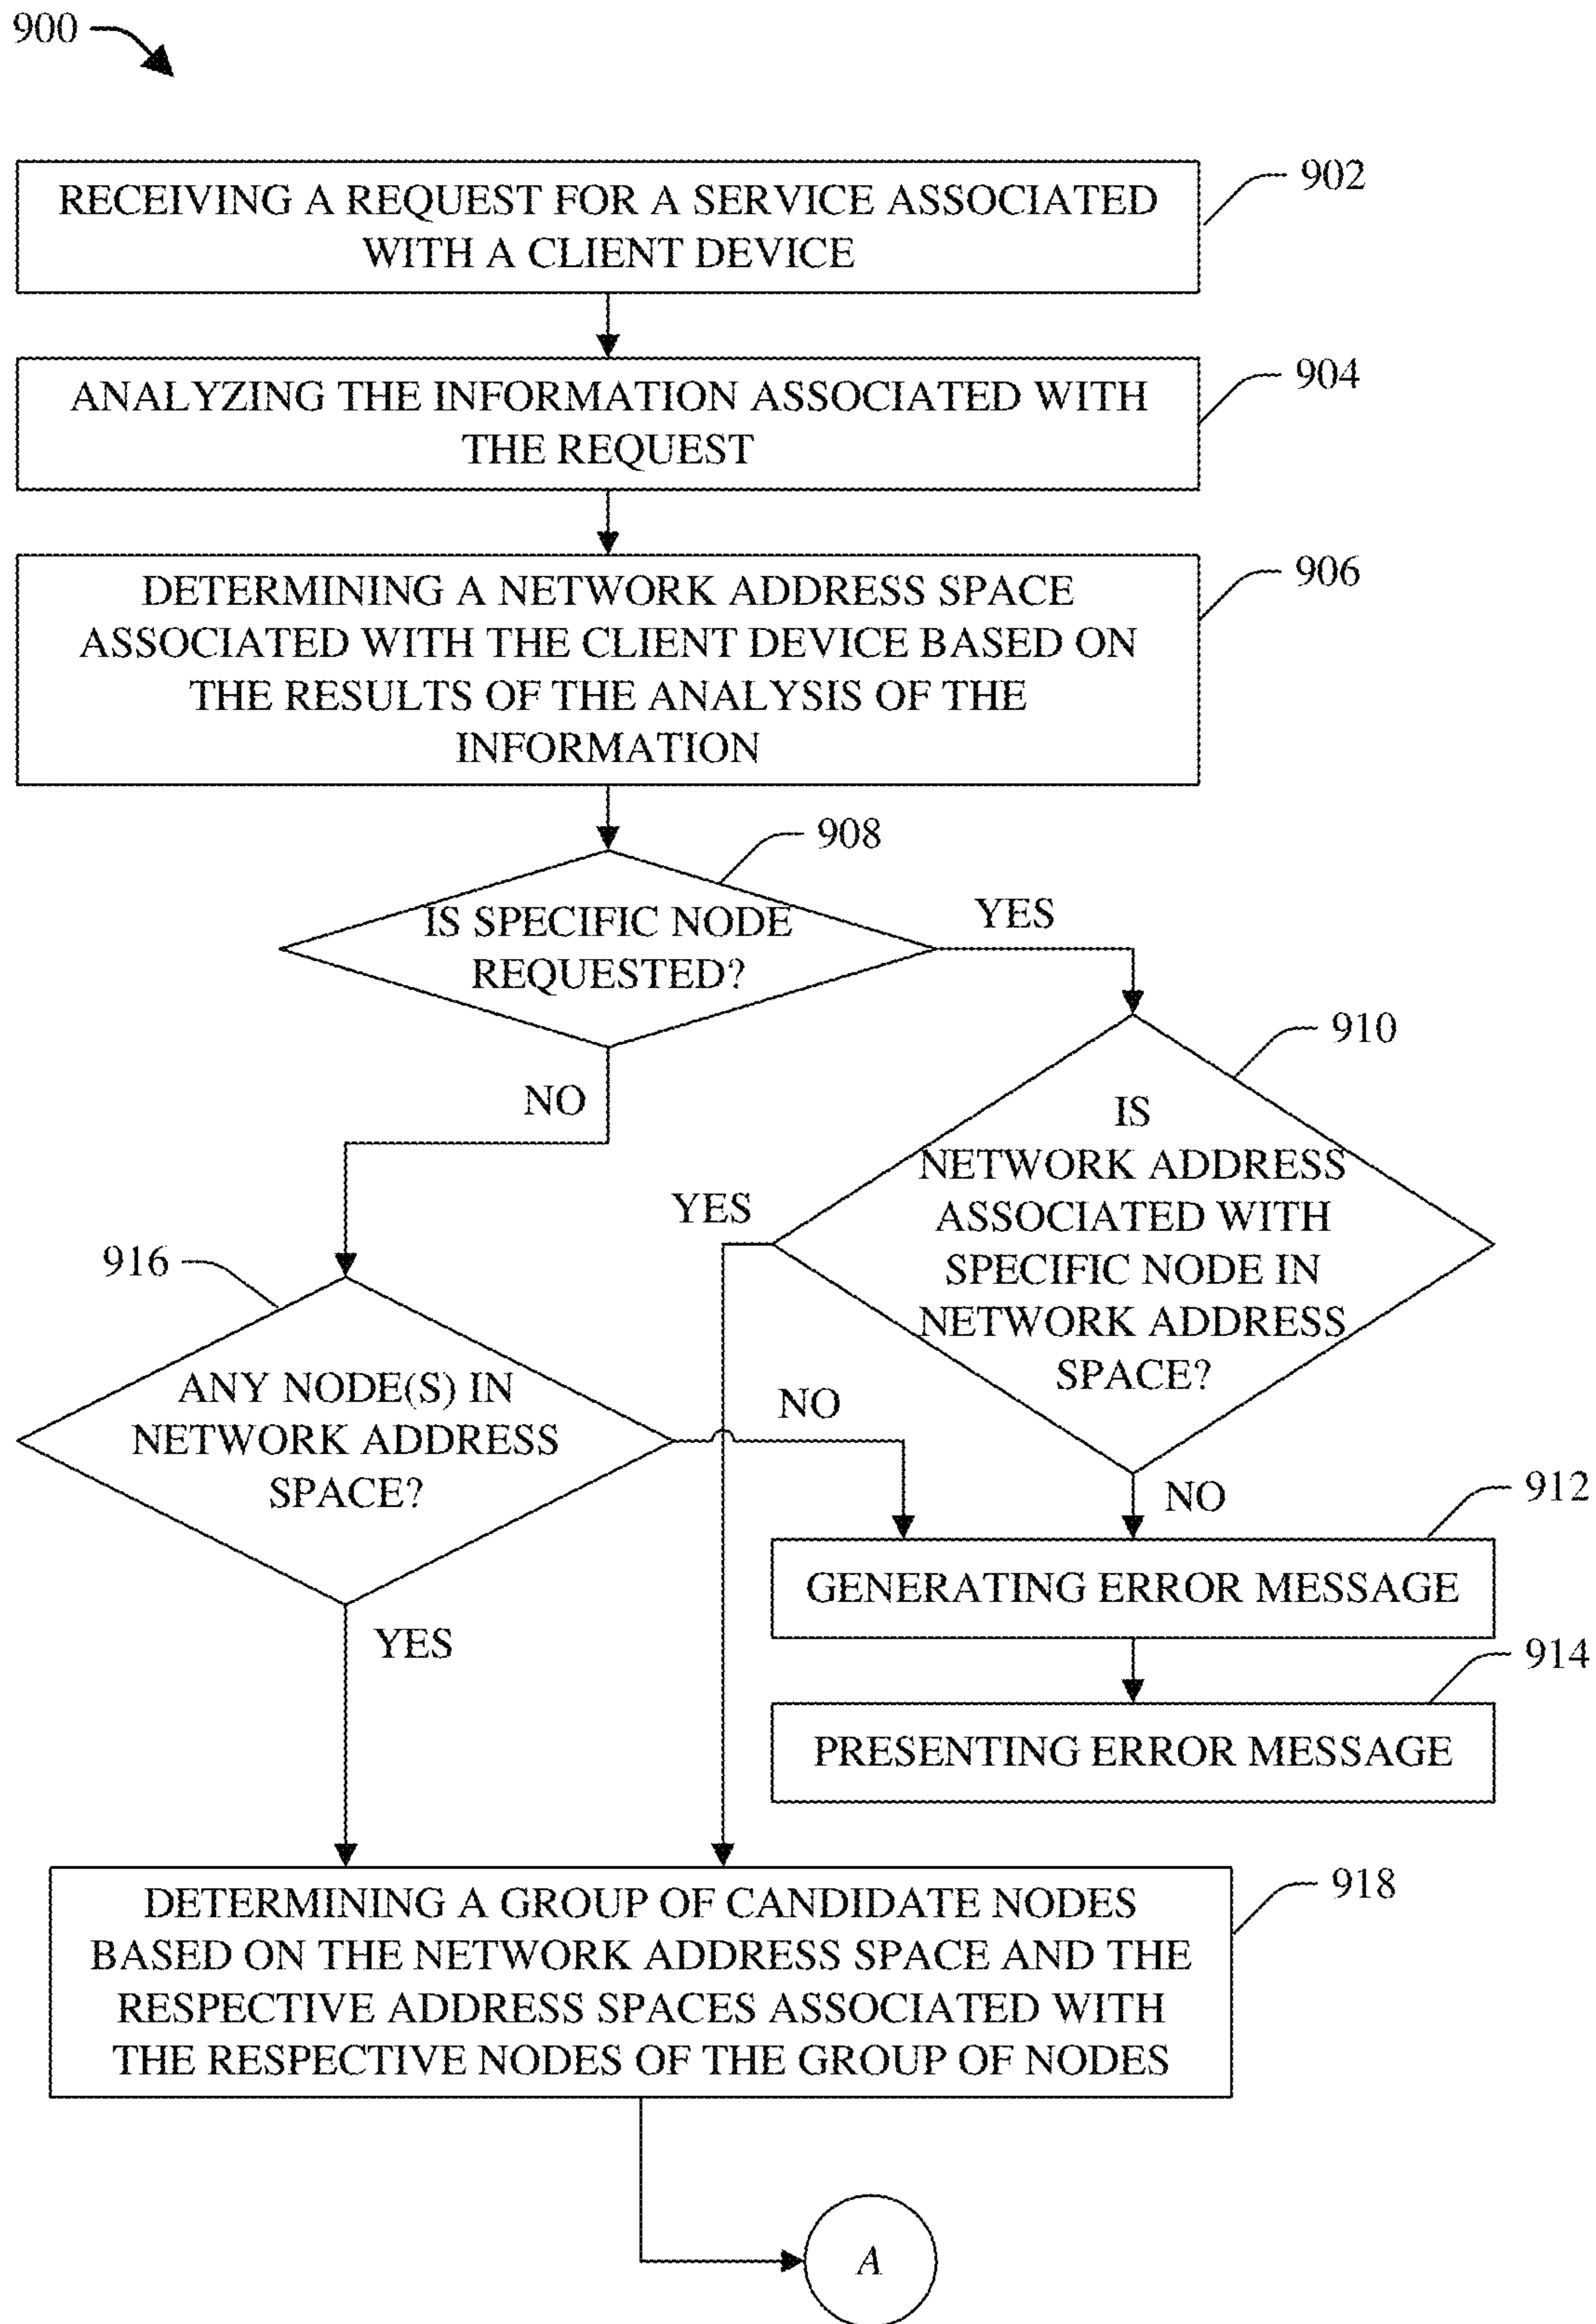 900
RECEIVING A REQUEST FOR A SERVICE ASSOCIATED
WITH A CLIENT DEVICE
902
ANALYZING THE INFORMATION ASSOCIATED WITH
THE REQUEST
904
DETERMINING A NETWORK ADDRESS SPACE
ASSOCIATED WITH THE CLIENT DEVICE BASED ON
THE RESULTS OF THE ANALYSIS OF THE
INFORMATION
906
908
IS SPECIFIC NODE
REQUESTED?
YES
NO
910
IS
NETWORK ADDRESS
ASSOCIATED WITH
SPECIFIC NODE IN
NETWORK ADDRESS
SPACE?
YES
916
ANY NODE(S) IN
NETWORK ADDRESS
SPACE?
NO
NO
912
GENERATING ERROR MESSAGE
YES
914
PRESENTING ERROR MESSAGE
918
DETERMINING A GROUP OF CANDIDATE NODES
BASED ON THE NETWORK ADDRESS SPACE AND THE
RESPECTIVE ADDRESS SPACES ASSOCIATED WITH
THE RESPECTIVE NODES OF THE GROUP OF NODES
A